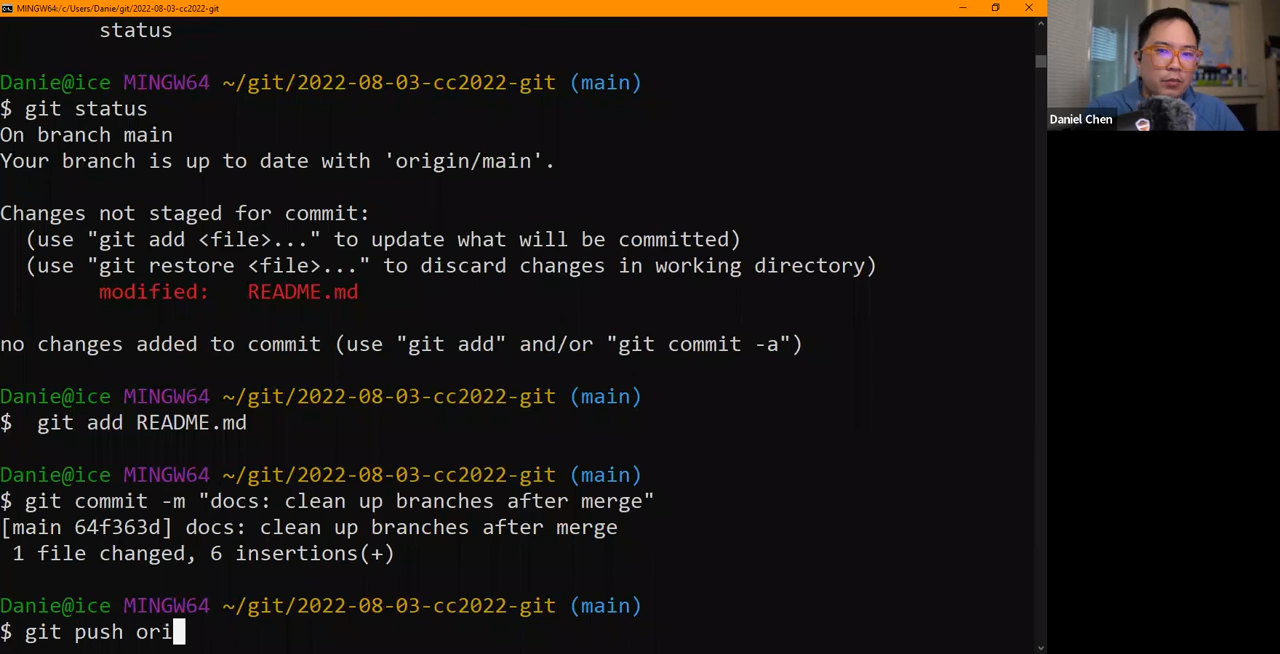 MINGW64:/c/Users/Danie/git/2022-08-03-cc2022-git
status
Danie@ice MINGW64 ~/git/2022-08-03-cc2022-git (main)
$ git status
On branch main
Your branch is up to date with 'origin/main'.
Changes not staged for commit:
(use "git add <file>..." to update what will be committed)
(use "git restore <file>..." to discard changes in working directory)
modified: README.md
no changes added to commit (use "git add" and/or "git commit -a")
Danie@ice MINGW64 ~/git/2022-08-03-cc2022-git (main)
$ git add README.md
Danie@ice MINGW64 ~/git/2022-08-03-cc2022-git (main)
$ git commit -m "docs: clean up branches after merge"
[main 64f363d] docs: clean up branches after merge
1 file changed, 6 insertions(+)
Danie@ice MINGW64 ~/git/2022-08-03-cc2022-git (main)
$ git push ori
Daniel Chen